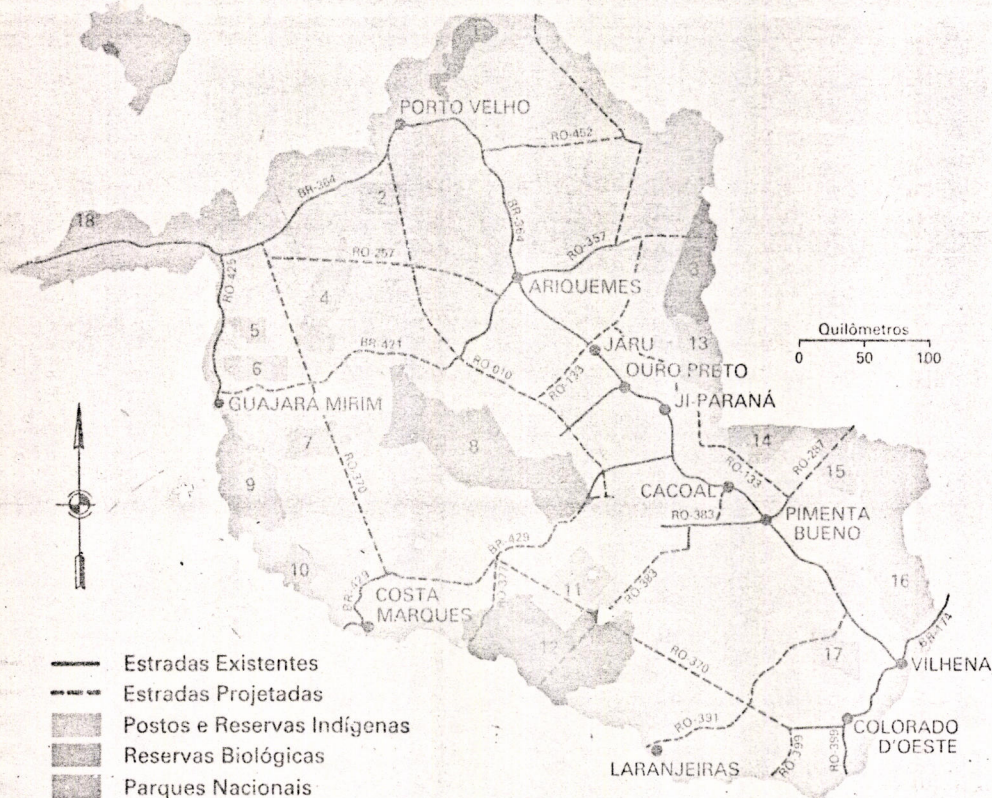 PORTO VELHO
RO-452
BR-364
18
2
BR-364
RO-257
RO-357
RO-425
ARIQUEMES
3
4
Quilômetros
0 50 100
5
JARU
13
BR-421
6
RO-010
RO-133
OURO PRETO
GUAJARÁ MIRIM
JI-PARANÁ
7
8
14
RO-133
RO-267
15
RO-370
9
CACOAL
RO-383
PIMENTA
BUENO
BR-429
10
11
RO-383
16
BR-429
COSTA
MARQUES
12
BR-174
RO-370
17
VILHENA
Estradas Existentes
Estradas Projetadas
Postos e Reservas Indígenas
Reservas Biológicas
Parques Nacionais
RO-391
COLORADO
D'OESTE
RO-399
RO-399
LARANJEIRAS